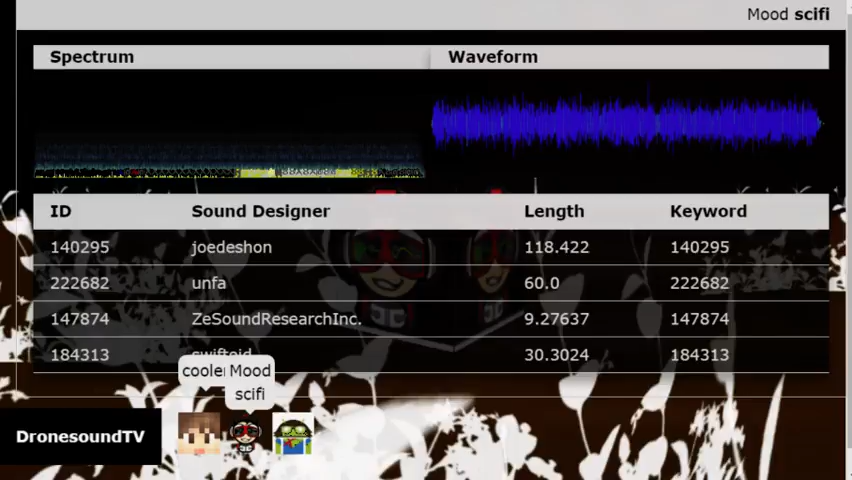 Mood scifi
Spectrum Waveform
ID Sound Designer Length Keyword
140295 joedeshon 118.422 140295
222682 unfa 60.0 222682
147874 ZeSoundResearchInc. 9.27637 147874
184313 swiftoid 30.3024 184313
Mood
scifi
DronesoundTV